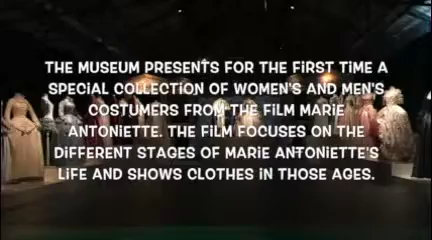 THE MUSEUM PRESENTS FOR THE FIRST TIME A
SPECIAL COLLECTION OF WOMEN'S AND MEN'S
COSTUMERS FROM THE FILM MARIE
ANTONIETTE. THE FILM FOCUSES ON THE
DIFFERENT STAGES OF MARIE ANTONIETTE'S
LIFE AND SHOWS CLOTHES IN THOSE AGES.